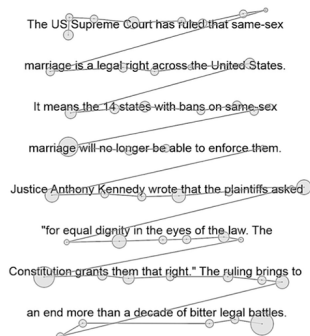 The US Supreme Court has ruled that same-sex
marriage is a legal right across the United States.
It means the 14 states with bans on same-sex
marriage will no longer be able to enforce them.
Justice Anthony Kennedy wrote that the plaintiffs asked
"for equal dignity in the eyes of the law. The
Constitution grants them that right." The ruling brings to
an end more than a decade of bitter legal battles.